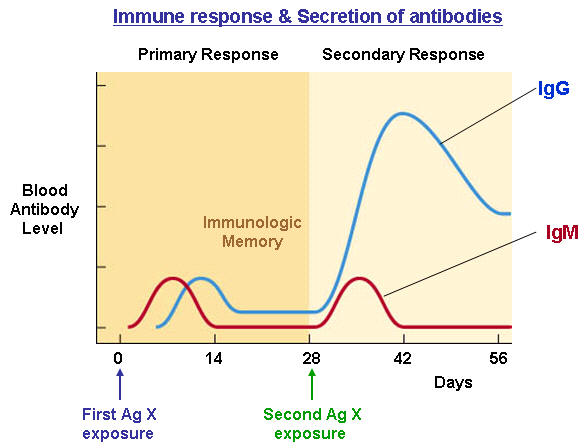 Immune response & Secretion of antibodies
Primary Response
Secondary Response
IgG
Blood
Antibody
Level
Immunologic
Memory
IgM
0
14
28
42
56
Days
First Ag X
exposure
Second Ag X
exposure